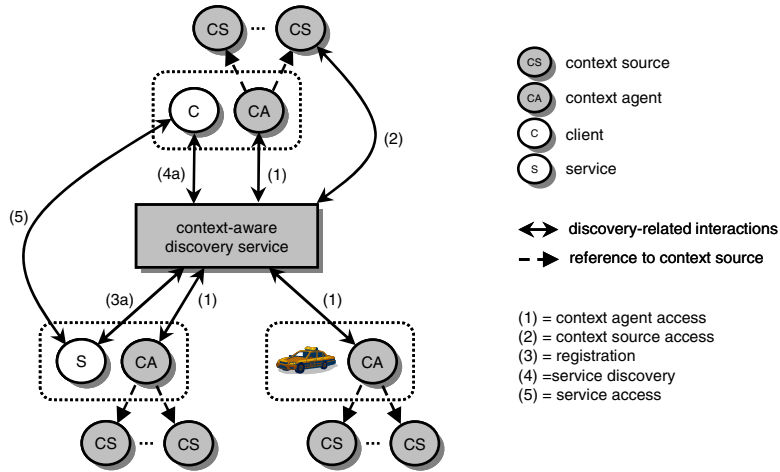 CS ... CS
C
CA
(2)
(4a)
(1)
(5)
context-aware
discovery service
(3a)
(1)
(1)
S
CA
CA
CS ... CS
CS ... CS
CS context source
CA context agent
C client
S service
discovery-related interactions
reference to context source
(1) = context agent access
(2) = context source access
(3) = registration
(4) =service discovery
(5) = service access